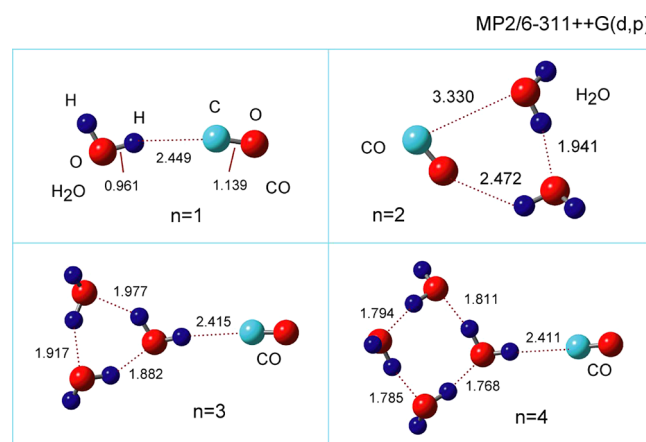 MP2/6-311++G(d,p)
H
H
C
O
O
2.449
0.961
1.139
H₂O
CO
n=1
3.330
H₂O
CO
1.941
2.472
n=2
1.977
2.415
1.917
1.882
CO
n=3
1.794
1.811
2.411
1.785
1.768
CO
n=4